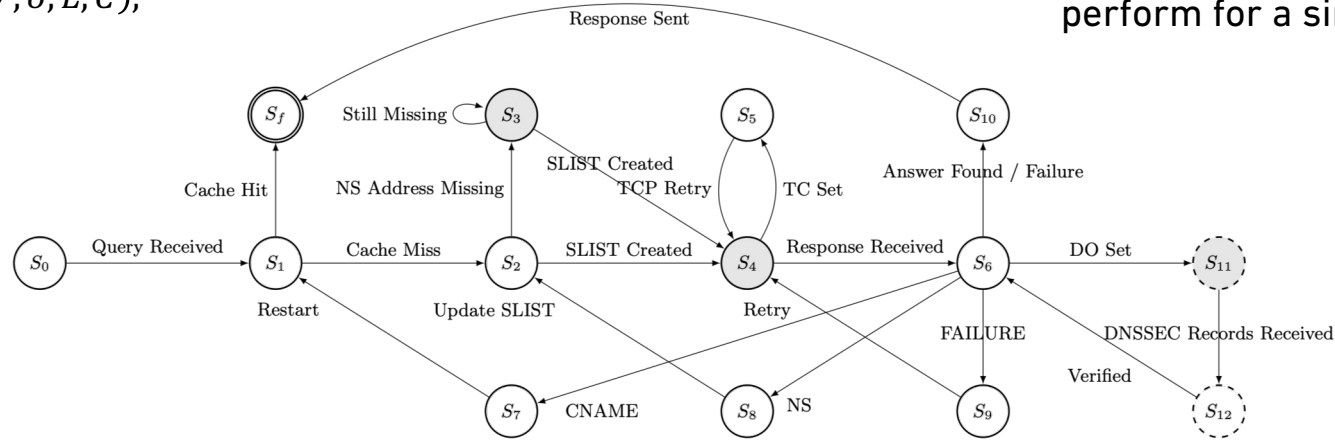 perform for a sin
Response Sent
S_f
Still Missing
S_3
S_5
S_10
SLIST Created
Answer Found / Failure
Cache Hit
NS Address Missing
TCP Retry
TC Set
Query Received
Cache Miss
SLIST Created
Response Received
DO Set
S_0
S_1
S_2
S_4
S_6
S_11
Restart
Update SLIST
Retry
FAILURE
DNSSEC Records Received
Verified
S_7
CNAME
S_8
NS
S_9
S_12